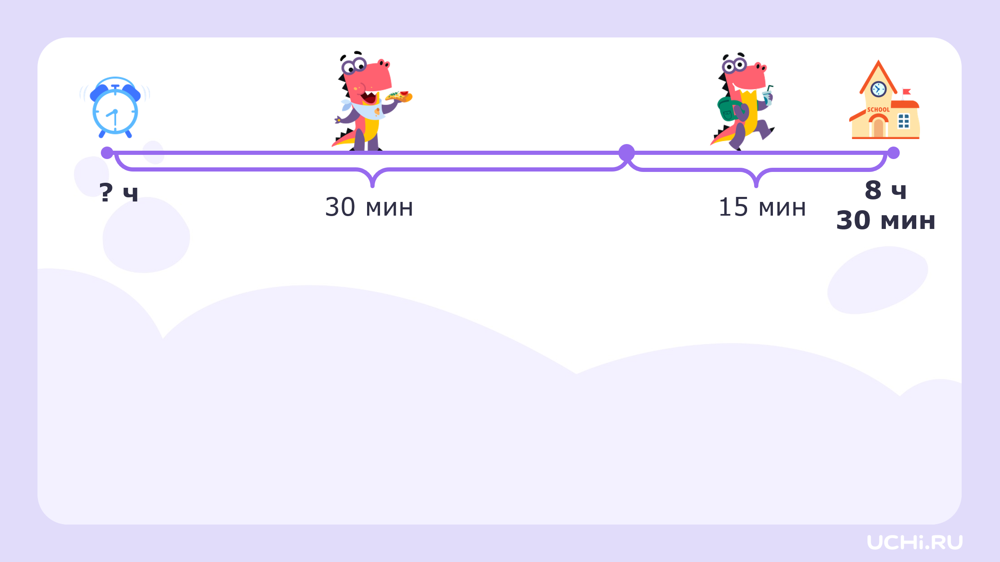 SCHOOL
? ч
30 мин
15 мин
8 ч
30 мин
UCHi.RU